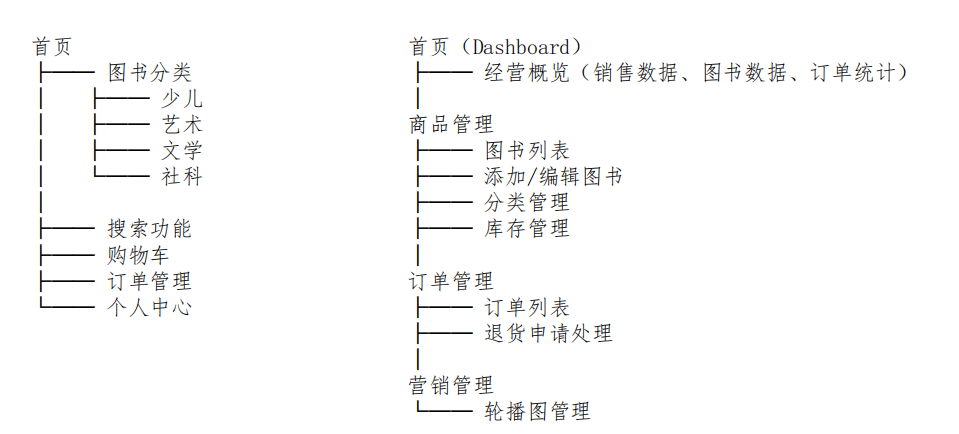 首页
图书分类
少儿
艺术
文学
社科
搜索功能
购物车
订单管理
个人中心
首页（Dashboard）
经营概览（销售数据、图书数据、订单统计）
商品管理
图书列表
添加/编辑图书
分类管理
库存管理
订单管理
订单列表
退货申请处理
营销管理
轮播图管理